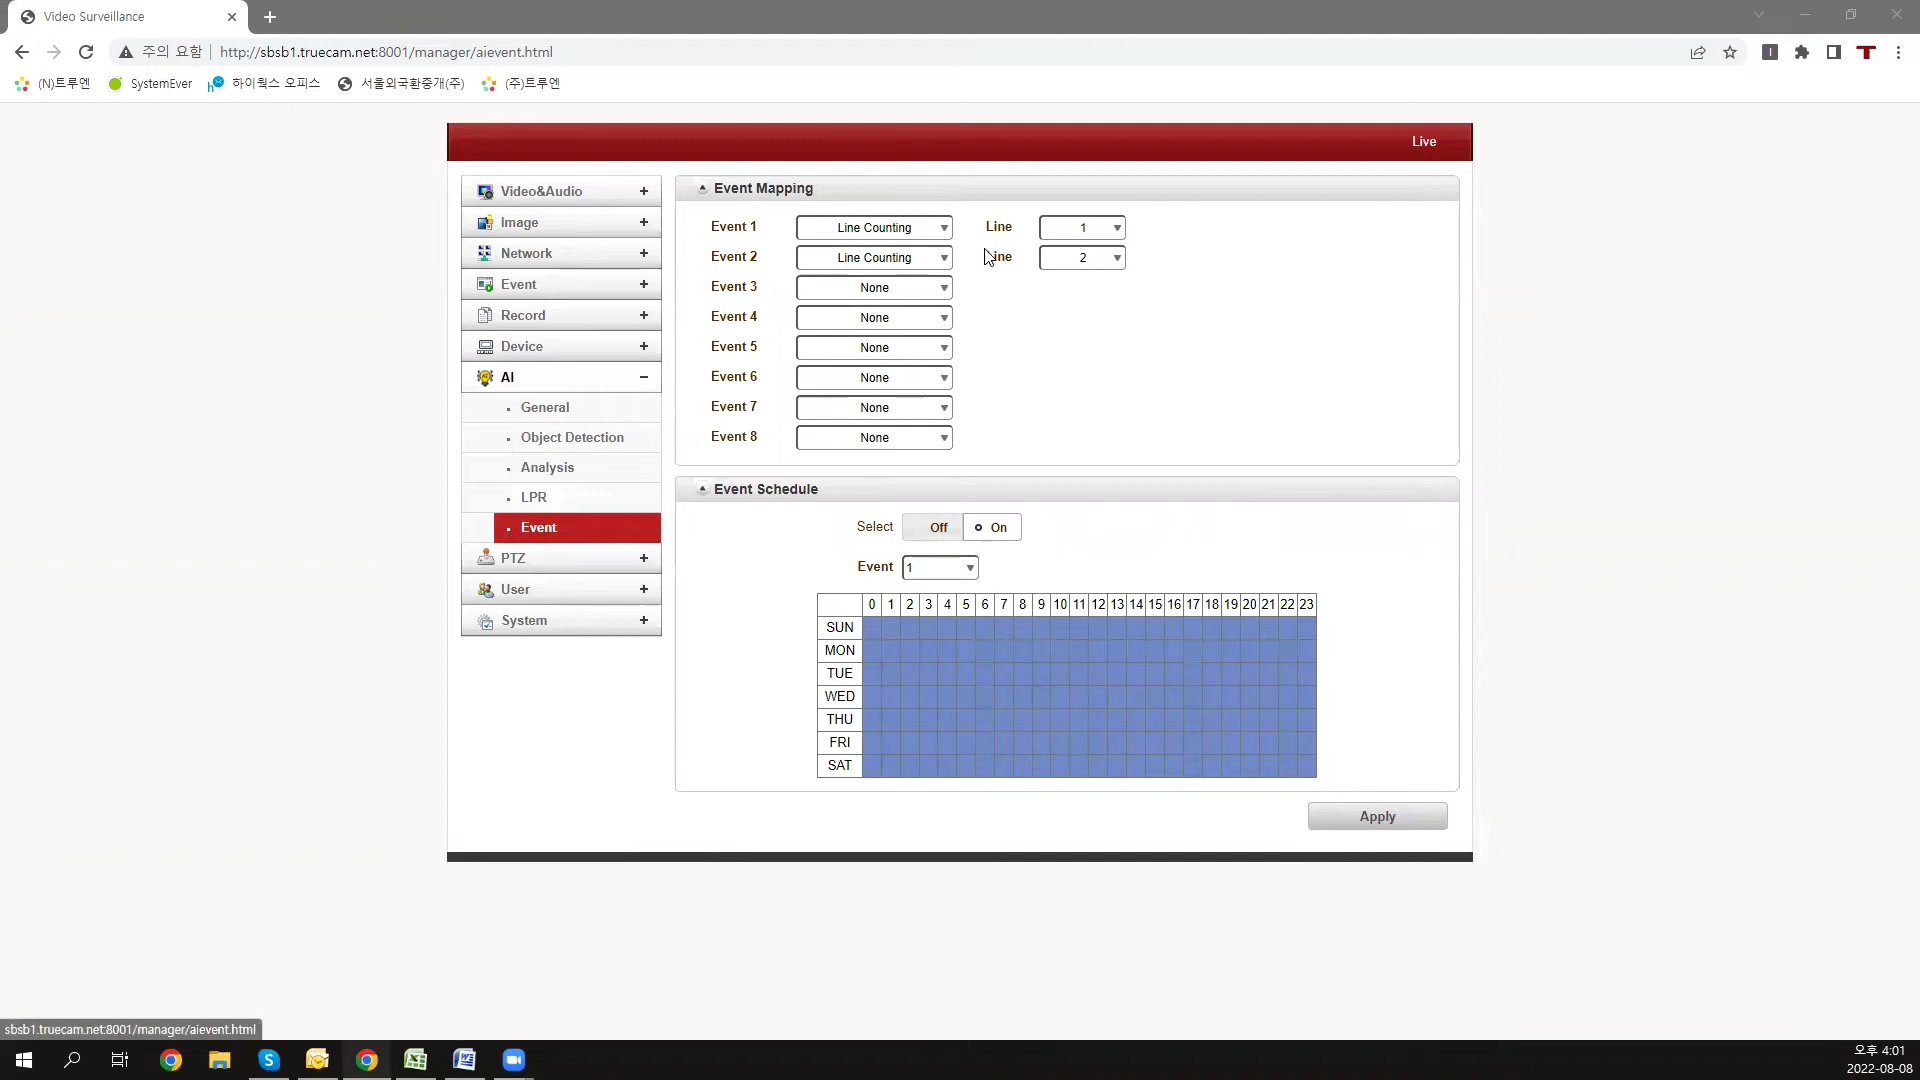 Video Surveillance
주의 요함 http://sbsb1.truecam.net:8001/manager/aievent.html
(N)트루엔 SystemEver 하이웍스 오피스 서울외국환중개(주) (주)트루엔
Live
Video&Audio +
Image +
Network +
Event +
Record +
Device +
AI −
General
Object Detection
Analysis
LPR
Event
PTZ +
User +
System +
Event Mapping
Event 1 Line Counting Line 1
Event 2 Line Counting Line 2
Event 3 None
Event 4 None
Event 5 None
Event 6 None
Event 7 None
Event 8 None
Event Schedule
Select Off On
Event 1
0 1 2 3 4 5 6 7 8 9 10 11 12 13 14 15 16 17 18 19 20 21 22 23
SUN
MON
TUE
WED
THU
FRI
SAT
Apply
sbsb1.truecam.net:8001/manager/aievent.html
오후 4:01
2022-08-08